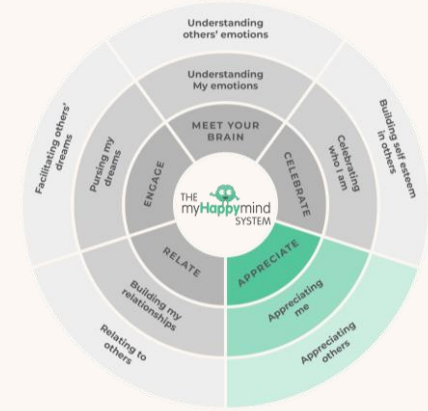 Understanding
others' emotions
Understanding
My emotions
MEET YOUR
BRAIN
Building self esteem
in others
Celebrating
who I am
CELEBRATE
Appreciating
others
Appreciating
me
APPRECIATE
Relating to
others
Building my
relationships
RELATE
Facilitating others'
dreams
Pursing my
dreams
ENGAGE
THE
myHappymind
SYSTEM